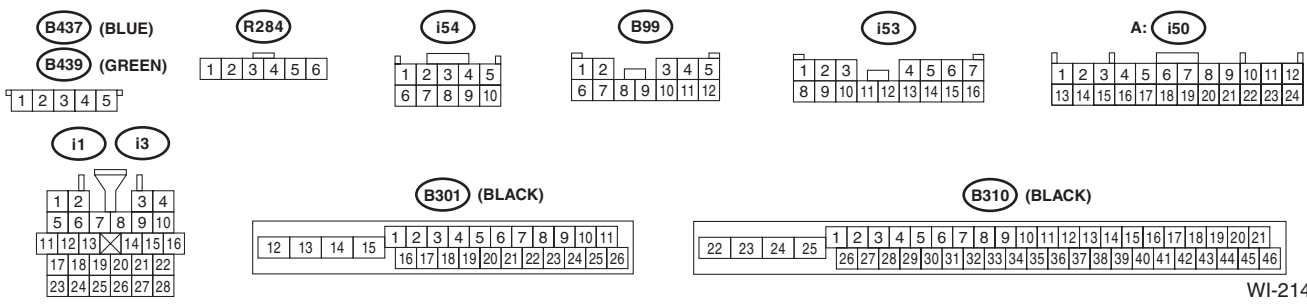 B437 (BLUE)
B439 (GREEN)
1 2 3 4 5
R284
1 2 3 4 5 6
i54
1 2 3 4 5
6 7 8 9 10
B99
1 2 3 4 5
6 7 8 9 10 11 12
i53
1 2 3 4 5 6 7
8 9 10 11 12 13 14 15 16
A: i50
1 2 3 4 5 6 7 8 9 10 11 12
13 14 15 16 17 18 19 20 21 22 23 24
i1 i3
1 2 3 4
5 6 7 8 9 10
11 12 13 14 15 16
17 18 19 20 21 22
23 24 25 26 27 28
B301 (BLACK)
12 13 14 15 1 2 3 4 5 6 7 8 9 10 11
16 17 18 19 20 21 22 23 24 25 26
B310 (BLACK)
22 23 24 25 1 2 3 4 5 6 7 8 9 10 11 12 13 14 15 16 17 18 19 20 21
26 27 28 29 30 31 32 33 34 35 36 37 38 39 40 41 42 43 44 45 46
WI-214